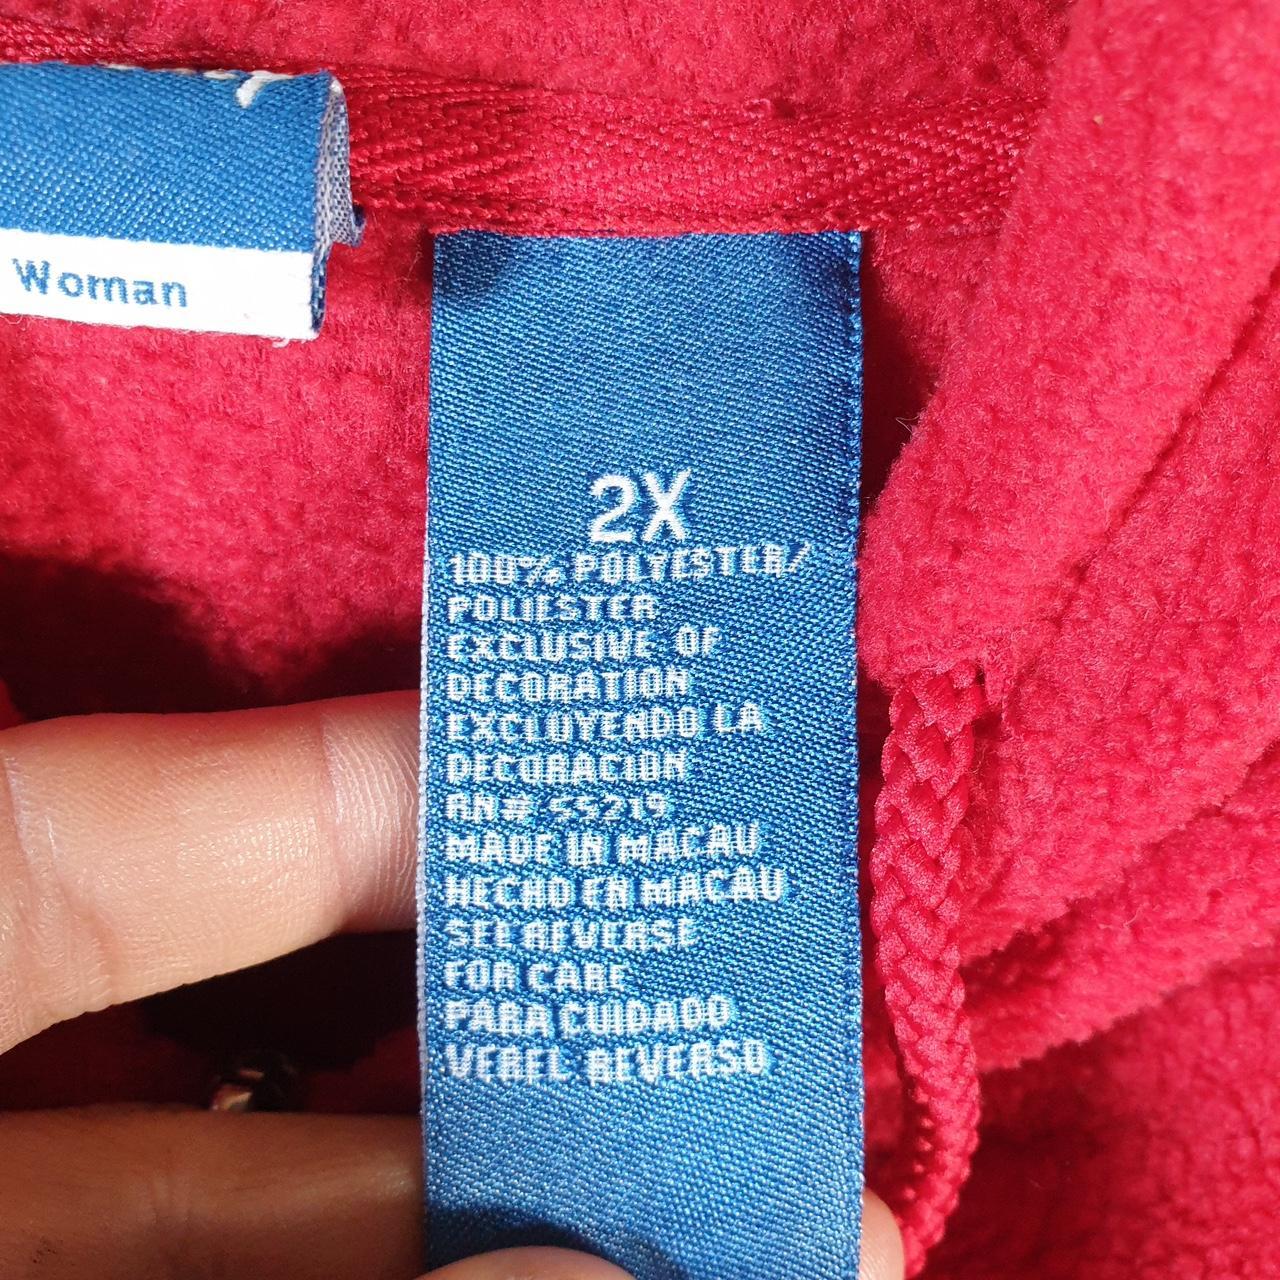 Woman
2X
100% POLYESTER/
POLIESTER
EXCLUSIVE OF
DECORATION
EXCLUYENDO LA
DECORACION
RN# 55219
MADE IN MACAU
HECHO EN MACAU
SEE REVERSE
FOR CARE
PARA CUIDADO
VER EL REVERSO